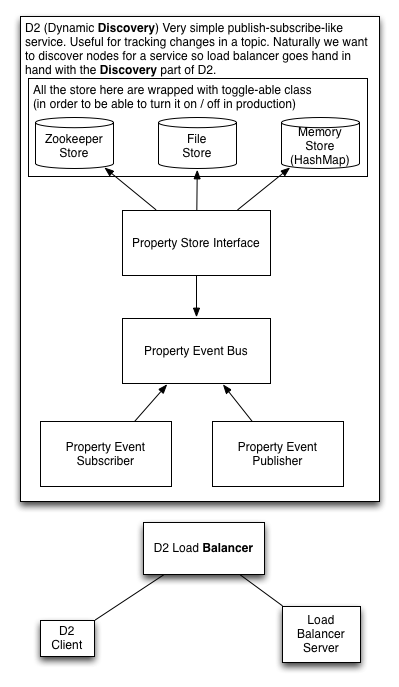 D2 (Dynamic Discovery) Very simple publish-subscribe-like
service. Useful for tracking changes in a topic. Naturally we want
to discover nodes for a service so load balancer goes hand in
hand with the Discovery part of D2.
All the store here are wrapped with toggle-able class
(in order to be able to turn it on / off in production)
Zookeeper
Store
File
Store
Memory
Store
(HashMap)
Property Store Interface
Property Event Bus
Property Event
Subscriber
Property Event
Publisher
D2 Load Balancer
D2
Client
Load
Balancer
Server